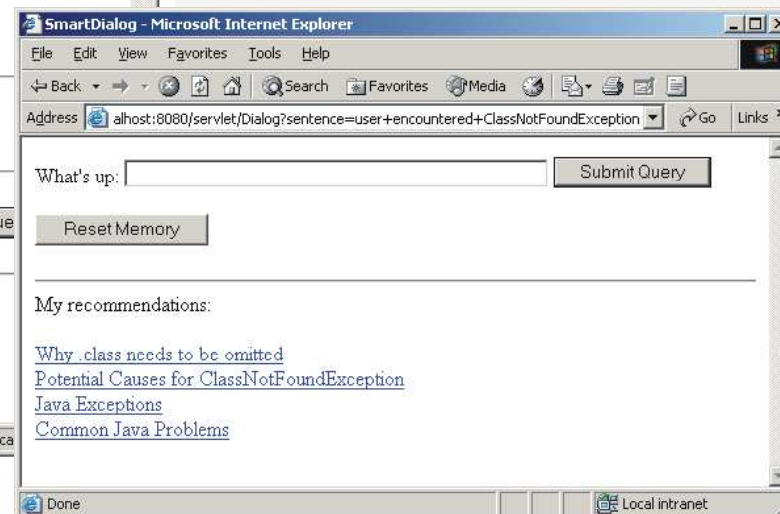 SmartDialog - Microsoft Internet Explorer
File Edit View Favorites Tools Help
Back Search Favorites Media
Address alhost:8080/servlet/Dialog?sentence=user+encountered+ClassNotFoundException Go Links
What's up: Submit Query
ue
Reset Memory
My recommendations:
Why .class needs to be omitted
Potential Causes for ClassNotFoundException
Java Exceptions
Common Java Problems
ca
Done Local intranet